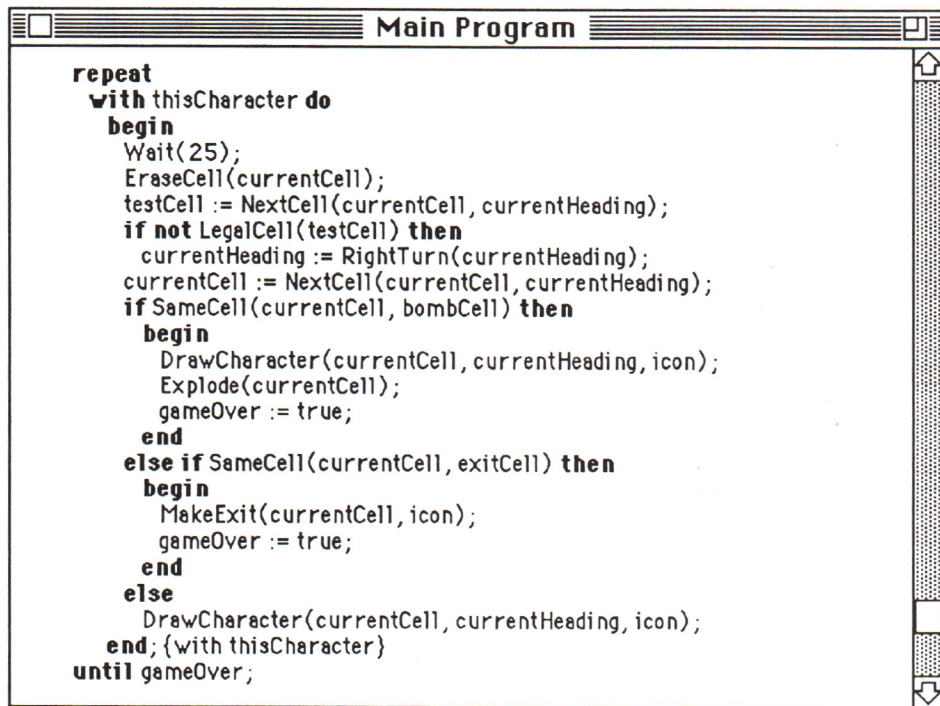 Main Program
repeat
with thisCharacter do
begin
Wait(25);
EraseCell(currentCell);
testCell := NextCell(currentCell, currentHeading);
if not LegalCell(testCell) then
currentHeading := RightTurn(currentHeading);
currentCell := NextCell(currentCell, currentHeading);
if SameCell(currentCell, bombCell) then
begin
DrawCharacter(currentCell, currentHeading, icon);
Explode(currentCell);
gameOver := true;
end
else if SameCell(currentCell, exitCell) then
begin
MakeExit(currentCell, icon);
gameOver := true;
end
else
DrawCharacter(currentCell, currentHeading, icon);
end; {with thisCharacter}
until gameOver;